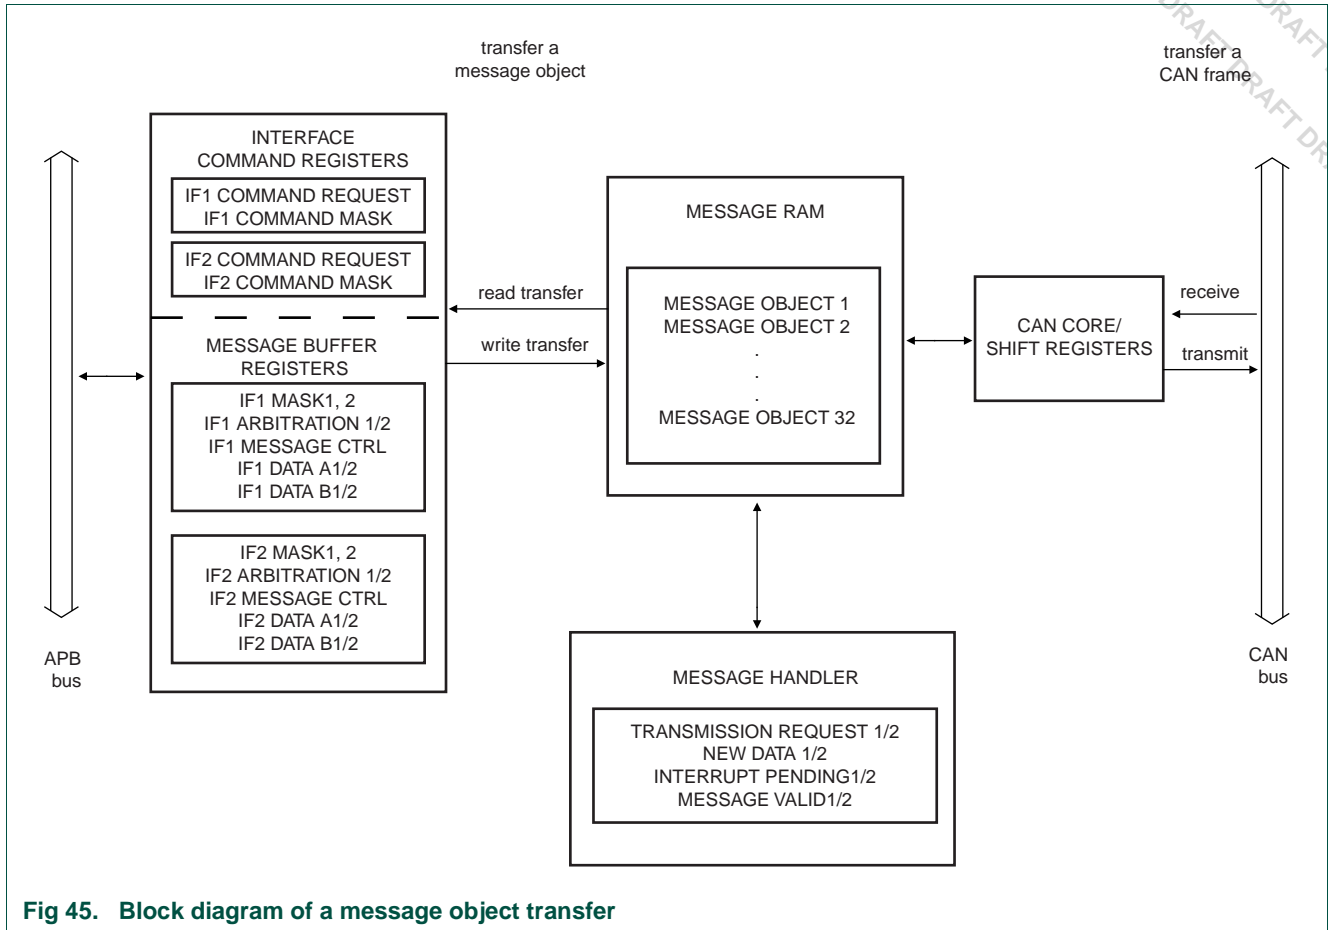 transfer a
message object
transfer a
CAN frame
DRAFT DRAFT
DRAFT DRAFT DRA
INTERFACE
COMMAND REGISTERS
IF1 COMMAND REQUEST
IF1 COMMAND MASK
IF2 COMMAND REQUEST
IF2 COMMAND MASK
MESSAGE BUFFER
REGISTERS
IF1 MASK1, 2
IF1 ARBITRATION 1/2
IF1 MESSAGE CTRL
IF1 DATA A1/2
IF1 DATA B1/2
IF2 MASK1, 2
IF2 ARBITRATION 1/2
IF2 MESSAGE CTRL
IF2 DATA A1/2
IF2 DATA B1/2
APB
bus
read transfer
write transfer
MESSAGE RAM
MESSAGE OBJECT 1
MESSAGE OBJECT 2
.
.
.
MESSAGE OBJECT 32
CAN CORE/
SHIFT REGISTERS
receive
transmit
CAN
bus
MESSAGE HANDLER
TRANSMISSION REQUEST 1/2
NEW DATA 1/2
INTERRUPT PENDING1/2
MESSAGE VALID1/2
Fig 45. Block diagram of a message object transfer